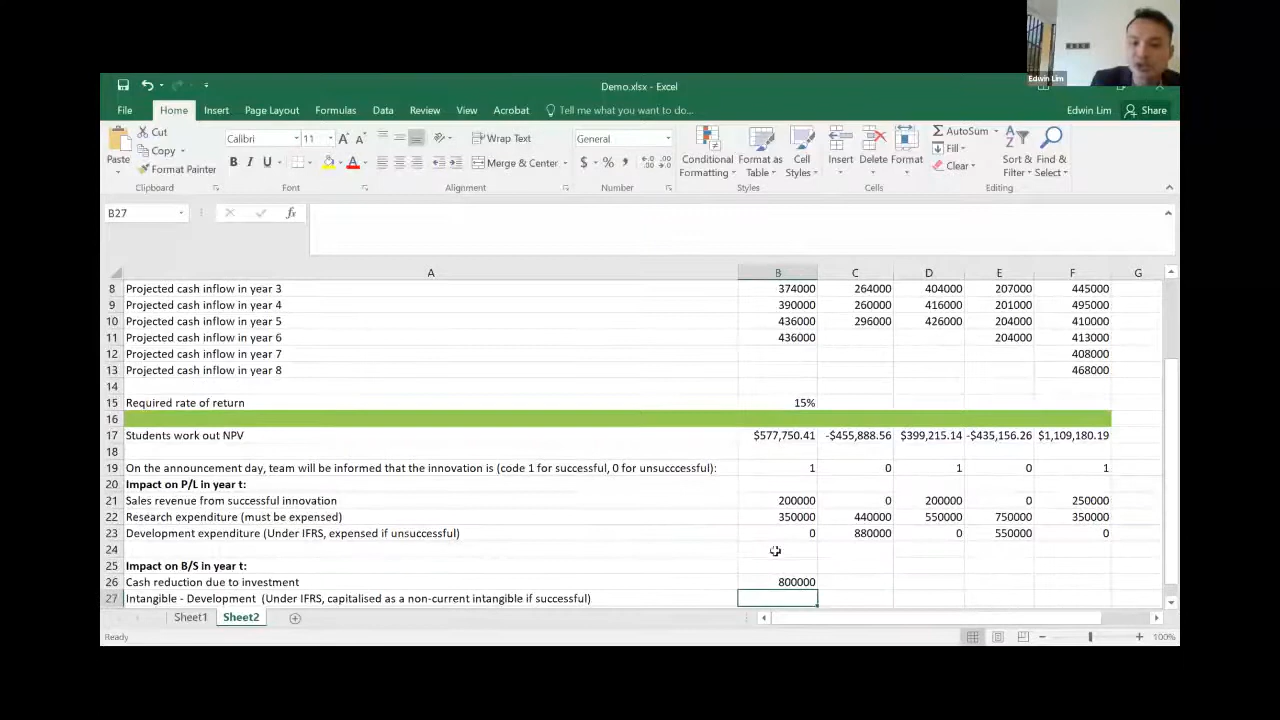 Edwin Lim
Demo.xlsx - Excel
File Home Insert Page Layout Formulas Data Review View Acrobat Tell me what you want to do... Edwin Lim Share
Paste Cut Copy Format Painter
Clipboard
Calibri 11
B I U
Font
Wrap Text
Merge & Center
Alignment
General
$ % ,
Number
Conditional Formatting Format as Table Cell Styles
Styles
Insert Delete Format
Cells
AutoSum
Fill
Clear
Sort & Filter Find & Select
Editing
B27 fx
A B C D E F G
8 Projected cash inflow in year 3 374000 264000 404000 207000 445000
9 Projected cash inflow in year 4 390000 260000 416000 201000 495000
10 Projected cash inflow in year 5 436000 296000 426000 204000 410000
11 Projected cash inflow in year 6 436000 204000 413000
12 Projected cash inflow in year 7 408000
13 Projected cash inflow in year 8 468000
14
15 Required rate of return 15%
16
17 Students work out NPV $577,750.41 -$455,888.56 $399,215.14 -$435,156.26 $1,109,180.19
18
19 On the announcement day, team will be informed that the innovation is (code 1 for successful, 0 for unsucccessful): 1 0 1 0 1
20 Impact on P/L in year t:
21 Sales revenue from successful innovation 200000 0 200000 0 250000
22 Research expenditure (must be expensed) 350000 440000 550000 750000 350000
23 Development expenditure (Under IFRS, expensed if unsuccessful) 0 880000 0 550000 0
24
25 Impact on B/S in year t:
26 Cash reduction due to investment 800000
27 Intangible - Development (Under IFRS, capitalised as a non-current intangible if successful)
Sheet1 Sheet2
Ready 100%